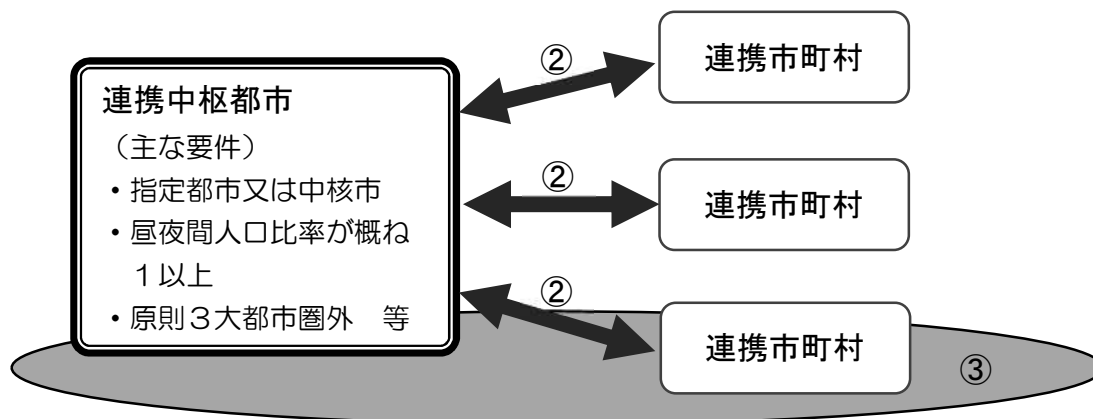 連携中枢都市
（主な要件）
・指定都市又は中核市
・昼夜間人口比率が概ね
１以上
・原則３大都市圏外　等
②
連携市町村
②
連携市町村
②
連携市町村
③